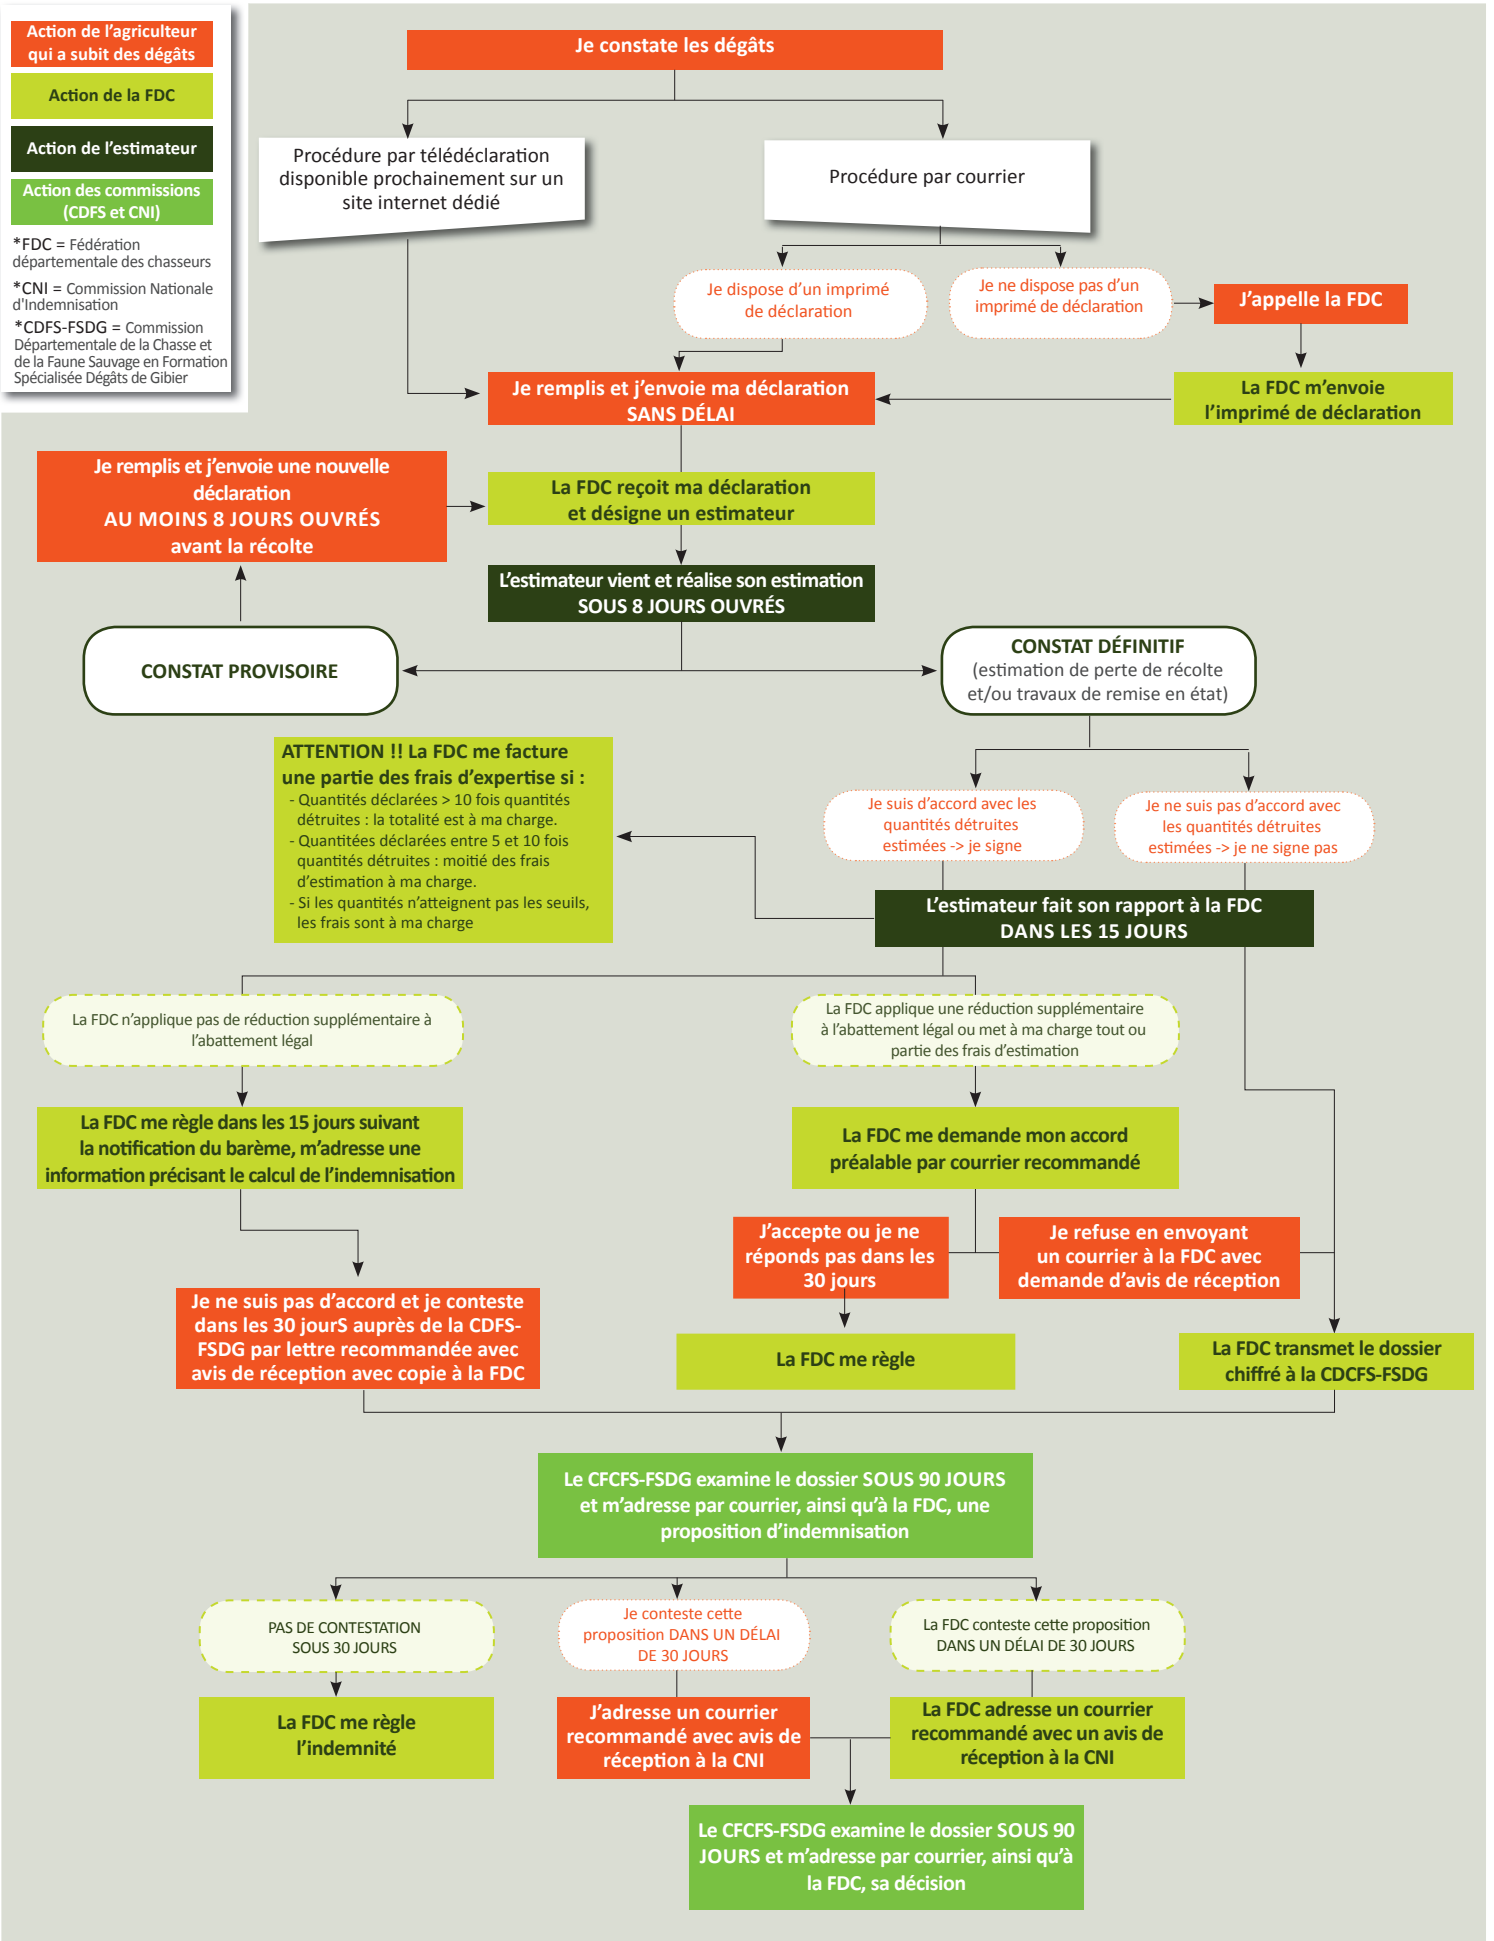 Action de l'agriculteur
qui a subit des dégâts
Action de la FDC
Action de l'estimateur
Action des commissions
(CDFS et CNI)
*FDC = Fédération
départementale des chasseurs
*CNI = Commission Nationale
d'Indemnisation
*CDFS-FSDG = Commission
Départementale de la Chasse et
de la Faune Sauvage en Formation
Spécialisée Dégâts de Gibier
Je constate les dégâts
Procédure par télédéclaration
disponible prochainement sur un
site internet dédié
Procédure par courrier
Je dispose d'un imprimé
de déclaration
Je ne dispose pas d'un
imprimé de déclaration
J'appelle la FDC
Je remplis et j'envoie ma déclaration
SANS DÉLAI
La FDC m'envoie
l'imprimé de déclaration
Je remplis et j'envoie une nouvelle
déclaration
AU MOINS 8 JOURS OUVRÉS
avant la récolte
La FDC reçoit ma déclaration
et désigne un estimateur
L'estimateur vient et réalise son estimation
SOUS 8 JOURS OUVRÉS
CONSTAT PROVISOIRE
CONSTAT DÉFINITIF
(estimation de perte de récolte
et/ou travaux de remise en état)
ATTENTION !! La FDC me facture
une partie des frais d'expertise si :
- Quantités déclarées > 10 fois quantités
détruites : la totalité est à ma charge.
- Quantitées déclarées entre 5 et 10 fois
quantités détruites : moitié des frais
d'estimation à ma charge.
- Si les quantités n'atteignent pas les seuils,
les frais sont à ma charge
Je suis d'accord avec les
quantités détruites
estimées -> je signe
Je ne suis pas d'accord avec
les quantités détruites
estimées -> je ne signe pas
L'estimateur fait son rapport à la FDC
DANS LES 15 JOURS
La FDC n'applique pas de réduction supplémentaire à
l'abattement légal
La FDC applique une réduction supplémentaire
à l'abattement légal ou met à ma charge tout ou
partie des frais d'estimation
La FDC me règle dans les 15 jours suivant
la notification du barème, m'adresse une
information précisant le calcul de l'indemnisation
La FDC me demande mon accord
préalable par courrier recommandé
J'accepte ou je ne
réponds pas dans les
30 jours
Je refuse en envoyant
un courrier à la FDC avec
demande d'avis de réception
Je ne suis pas d'accord et je conteste
dans les 30 jourS auprès de la CDFS-
FSDG par lettre recommandée avec
avis de réception avec copie à la FDC
La FDC me règle
La FDC transmet le dossier
chiffré à la CDCFS-FSDG
Le CFCFS-FSDG examine le dossier SOUS 90 JOURS
et m'adresse par courrier, ainsi qu'à la FDC, une
proposition d'indemnisation
PAS DE CONTESTATION
SOUS 30 JOURS
Je conteste cette
proposition DANS UN DÉLAI
DE 30 JOURS
La FDC conteste cette proposition
DANS UN DÉLAI DE 30 JOURS
La FDC me règle
l'indemnité
J'adresse un courrier
recommandé avec avis de
réception à la CNI
La FDC adresse un courrier
recommandé avec un avis de
réception à la CNI
Le CFCFS-FSDG examine le dossier SOUS 90
JOURS et m'adresse par courrier, ainsi qu'à
la FDC, sa décision